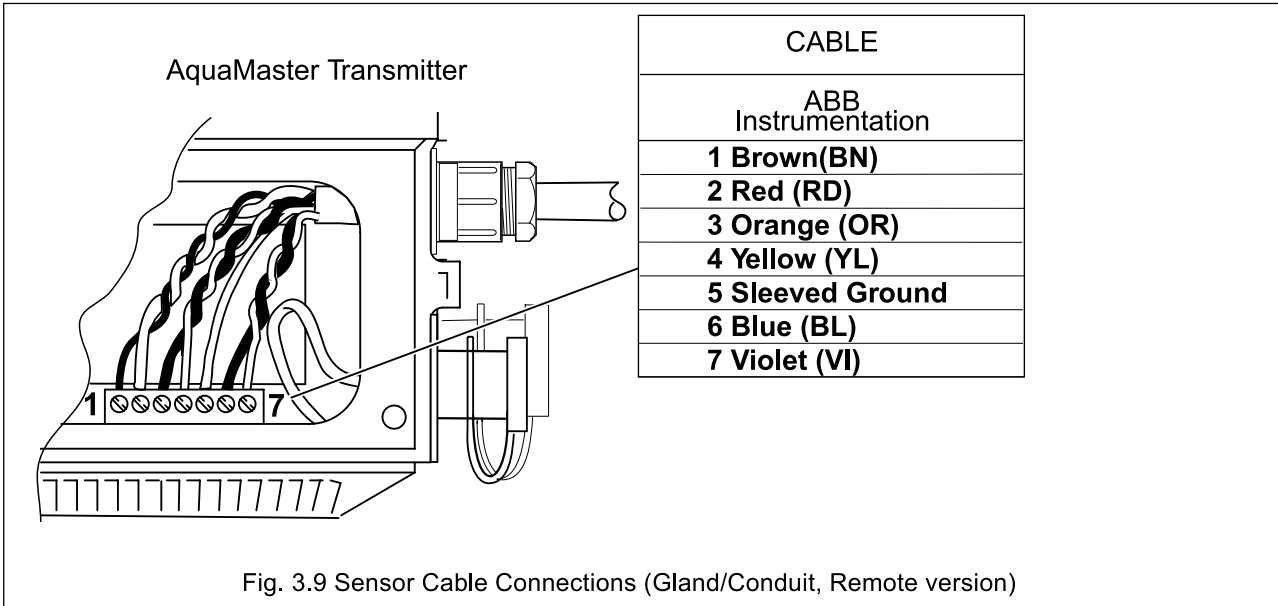 AquaMaster Transmitter
1
7
CABLE
ABB
Instrumentation
1 Brown(BN)
2 Red (RD)
3 Orange (OR)
4 Yellow (YL)
5 Sleeved Ground
6 Blue (BL)
7 Violet (VI)
Fig. 3.9 Sensor Cable Connections (Gland/Conduit, Remote version)